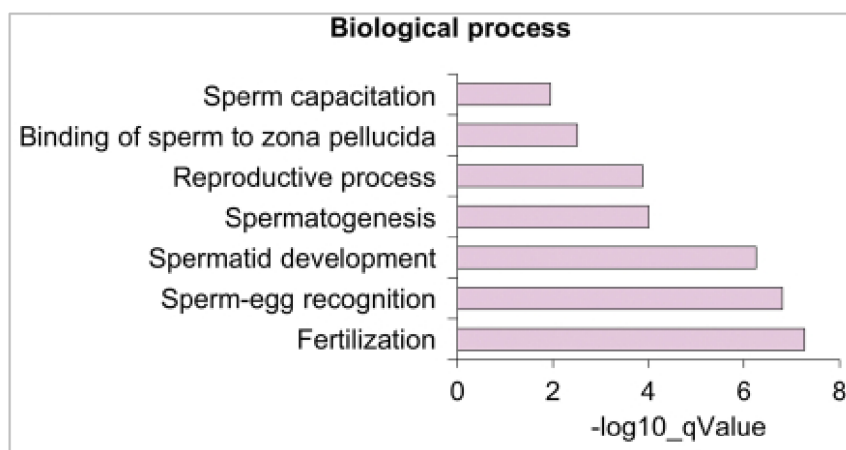 Biological process
Sperm capacitation
Binding of sperm to zona pellucida
Reproductive process
Spermatogenesis
Spermatid development
Sperm-egg recognition
Fertilization
0 2 4 6 8
-log10_qValue